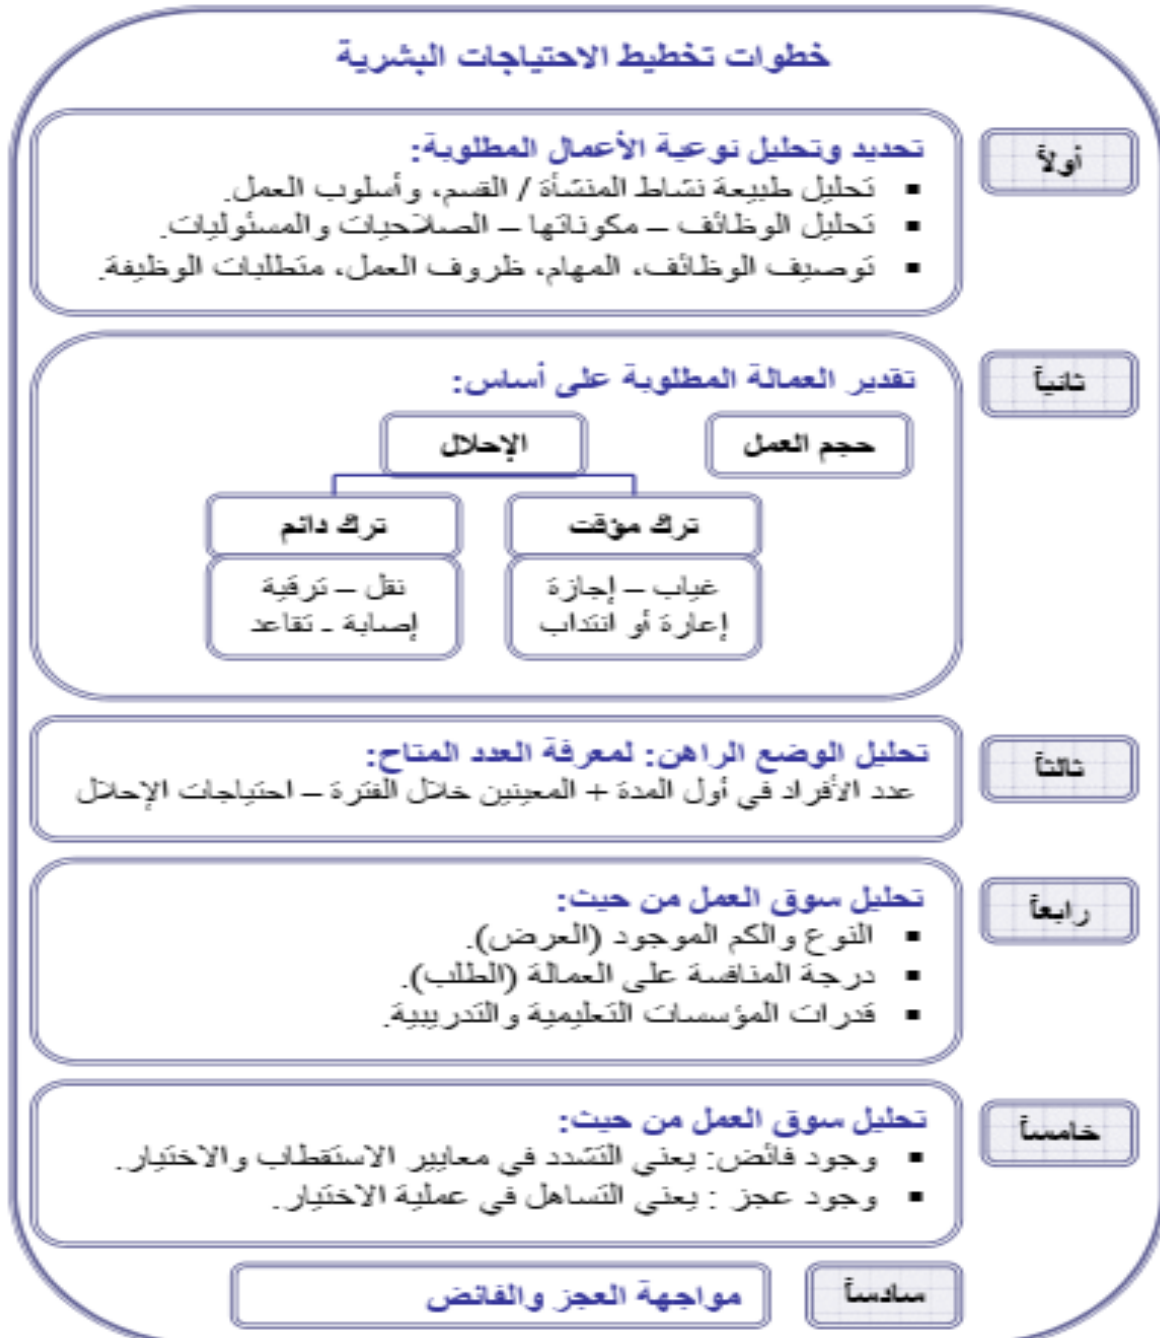 خطوات تخطيط الاحتياجات البشرية
أولاً
تحديد وتحليل نوعية الأعمال المطلوبة:
▪ تحليل طبيعة نشاط المنشأة / القسم، وأسلوب العمل.
▪ تحليل الوظائف – مكوناتها – الصلاحيات والمسئوليات.
▪ توصيف الوظائف، المهام، ظروف العمل، متطلبات الوظيفة.
ثانياً
تقدير العمالة المطلوبة على أساس:
حجم العمل
الإحلال
ترك مؤقت
غياب – إجازة
إعارة أو انتداب
ترك دائم
نقل – ترقية
إصابة - تقاعد
ثالثاً
تحليل الوضع الراهن: لمعرفة العدد المتاح:
عدد الأفراد في أول المدة + المعينين خلال الفترة – احتياجات الإحلال
رابعاً
تحليل سوق العمل من حيث:
▪ النوع والكم الموجود (العرض).
▪ درجة المنافسة على العمالة (الطلب).
▪ قدرات المؤسسات التعليمية والتدريبية.
خامساً
تحليل سوق العمل من حيث:
▪ وجود فائض: يعني التشدد في معايير الاستقطاب والاختيار.
▪ وجود عجز : يعني التساهل في عملية الاختيار.
سادساً
مواجهة العجز والفائض